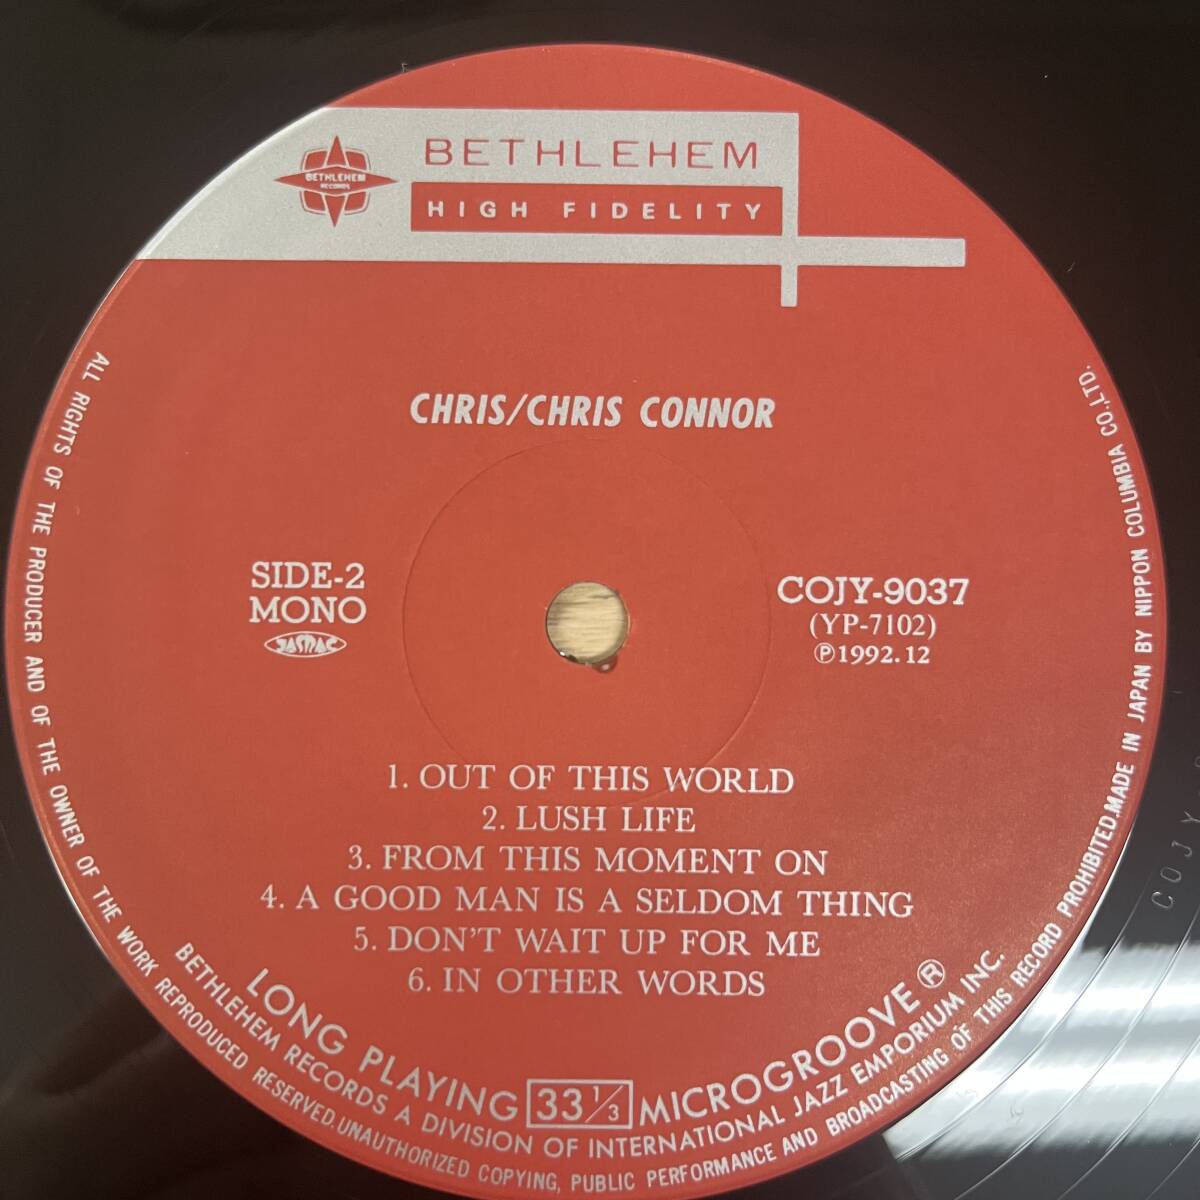 BETHLEHEM
RECORDS
BETHLEHEM
HIGH FIDELITY
CHRIS/CHRIS CONNOR
SIDE-2
MONO
JASRAC
COJY-9037
(YP-7102)
Ⓟ1992.12
1. OUT OF THIS WORLD
2. LUSH LIFE
3. FROM THIS MOMENT ON
4. A GOOD MAN IS A SELDOM THING
5. DON'T WAIT UP FOR ME
6. IN OTHER WORDS
LONG PLAYING 33 1/3 MICROGROOVE ®
BETHLEHEM RECORDS A DIVISION OF INTERNATIONAL JAZZ EMPORIUM INC.
ALL RIGHTS OF THE PRODUCER AND OF THE OWNER OF THE WORK REPRODUCED RESERVED.UNAUTHORIZED COPYING, PUBLIC PERFORMANCE AND BROADCASTING OF THIS RECORD PROHIBITED.MADE IN JAPAN BY NIPPON COLUMBIA CO.,LTD.
COJY